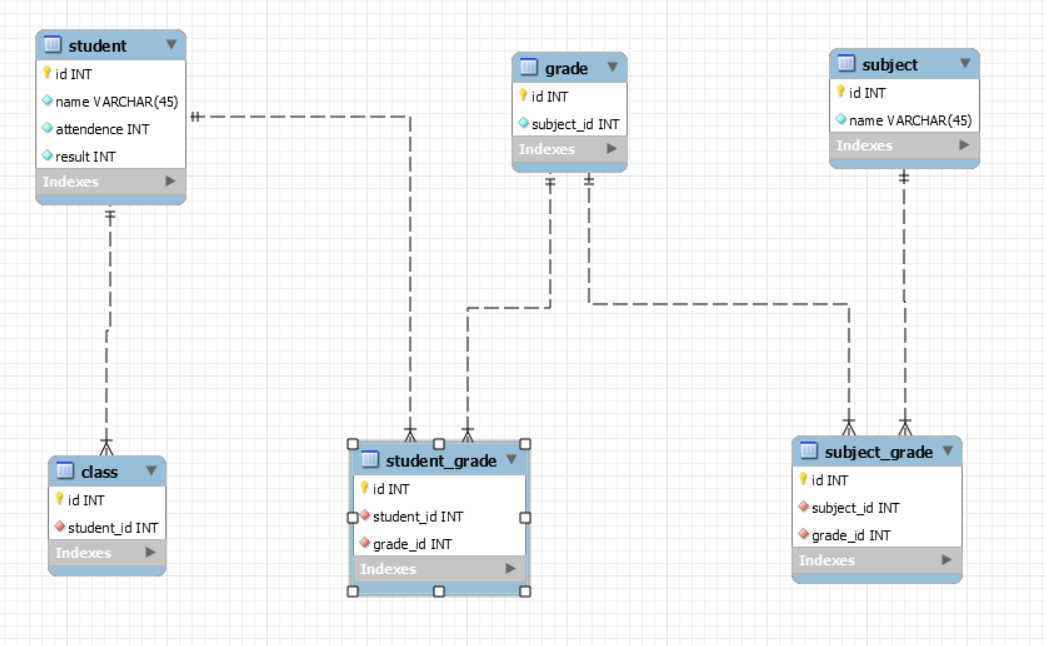 student
id INT
name VARCHAR(45)
attendence INT
result INT
Indexes
grade
id INT
subject_id INT
Indexes
subject
id INT
name VARCHAR(45)
Indexes
class
id INT
student_id INT
Indexes
student_grade
id INT
student_id INT
grade_id INT
Indexes
subject_grade
id INT
subject_id INT
grade_id INT
Indexes